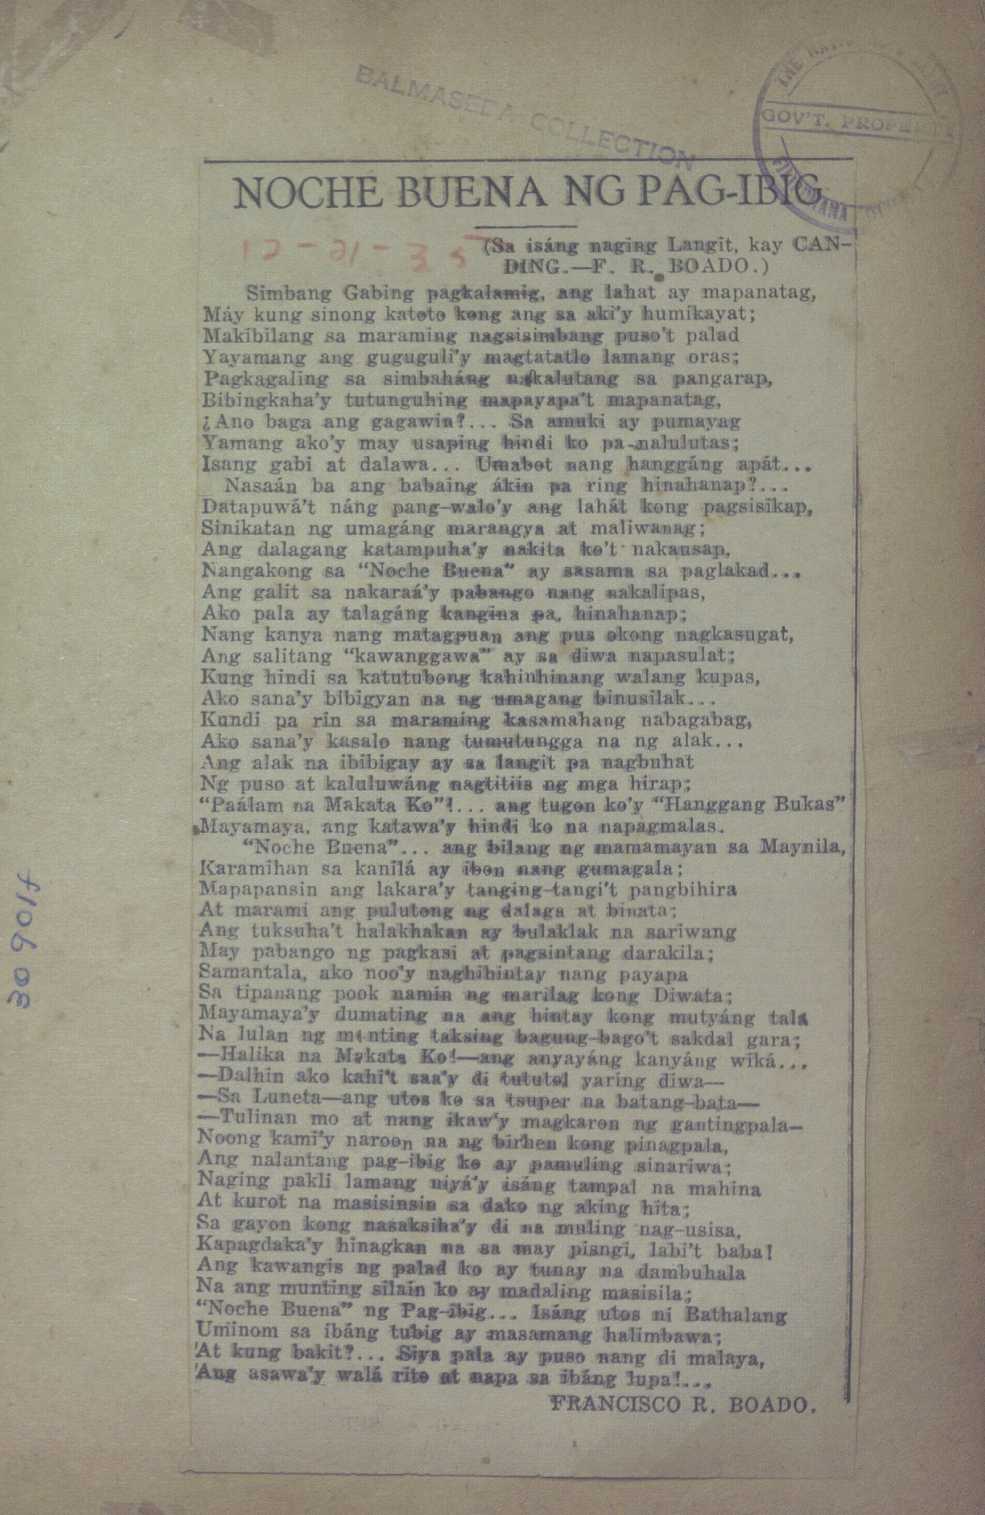 BALMASEDA COLLECTION
GOV'T. PROPERTY
NOCHE BUENA NG PAG-IBIG
12-21-35
(Sa isáng naging Langit, kay CAN-
DING.—F. R. BOADO.)
Simbang Gabing pagkalamig, ang lahat ay mapanatag,
May kung sinong katoto kong ang sa aki'y humikayat;
Makibilang sa maraming nagsisimbang puso't palad
Yayamang ang guguguli'y magtatatlo lamang oras;
Pagkagaling sa simbaháng nakalutang sa pangarap,
Bibingkaha'y tutunguhing mapayapa't mapanatag,
¿Ano baga ang gagawin?... Sa amuki ay pumayag
Yamang ako'y may usaping hindi ko pa-nalulutas;
Isang gabi at dalawa... Umabot nang hanggáng apát...
Nasaán ba ang babaing ákin pa ring hinahanap?...
Datapuwá't náng pang-walo'y ang lahát kong pagsisikap,
Sinikatan ng umagáng marangya at maliwanag;
Ang dalagang katampuha'y nakita ko't nakausap,
Nangakong sa "Noche Buena" ay sasama sa paglakad...
Ang galit sa nakaraá'y pabango nang nakalipas,
Ako pala ay talagáng kangina pa, hinahanap;
Nang kanya nang matagpuan ang pus okong nagkasugat,
Ang salitang "kawanggawa" ay sa diwa napasulat;
Kung hindi sa katutubong kahinhinang walang kupas,
Ako sana'y bibigyan na ng umagang binusilak...
Kundi pa rin sa maraming kasamahang nabagabag,
Ako sana'y kasalo nang tumutungga na ng alak...
Ang alak na ibibigay ay sa langit pa nagbuhat
Ng puso at kaluluwáng nagtitiis ng mga hirap;
"Paálam na Makata Ko"!... ang tugon ko'y "Hanggang Bukas"
Mayamaya, ang katawa'y hindi ko na napagmalas.
"Noche Buena"... ang bilang ng mamamayan sa Maynila,
Karamihan sa kanilá ay ibon nang gumagala;
Mapapansin ang lakara'y tanging-tangi't pangbihira
At marami ang pulutong ng dalaga at binata;
Ang tuksuha't halakhakan ay bulaklak na sariwang
May pabango ng pagkasi at pagsintang darakila;
Samantala, ako noo'y naghihintay nang payapa
Sa tipanang pook namin ng marilag kong Diwata;
Mayamaya'y dumating na ang hintay kong mutyáng tala
Na lulan ng munting taksing bagung-bago't sakdal gara;
—Halika na Makata Ko!—ang anyayáng kanyáng wiká...
—Dalhin ako kahi't saa'y di tututol yaring diwa—
—Sa Luneta—ang utos ko sa tsuper na batang-bata—
—Tulinan mo at nang ikaw'y magkaron ng gantingpala—
Noong kami'y naroon na ng birhen kong pinagpala,
Ang nalantang pag-ibig ko ay pamuling sinariwa;
Naging pakli lamang niyá'y isáng tampal na mahina
At kurot na masisinsin sa dako ng aking hita;
Sa gayon kong nasaksiha'y di na muling nag-usisa,
Kapagdaka'y hinagkan na sa may pisngi, labi't baba!
Ang kawangis ng palad ko ay tunay na dambuhala
Na ang munting silain ko ay madaling masisila;
"Noche Buena" ng Pag-ibig... Isáng utos ni Bathalang
Uminom sa ibáng tubig ay masamang halimbawa;
At kung bakit?... Siya pala ay puso nang di malaya,
Ang asawa'y walá rito at napa sa ibáng lupa!...
FRANCISCO R. BOADO.
30901f